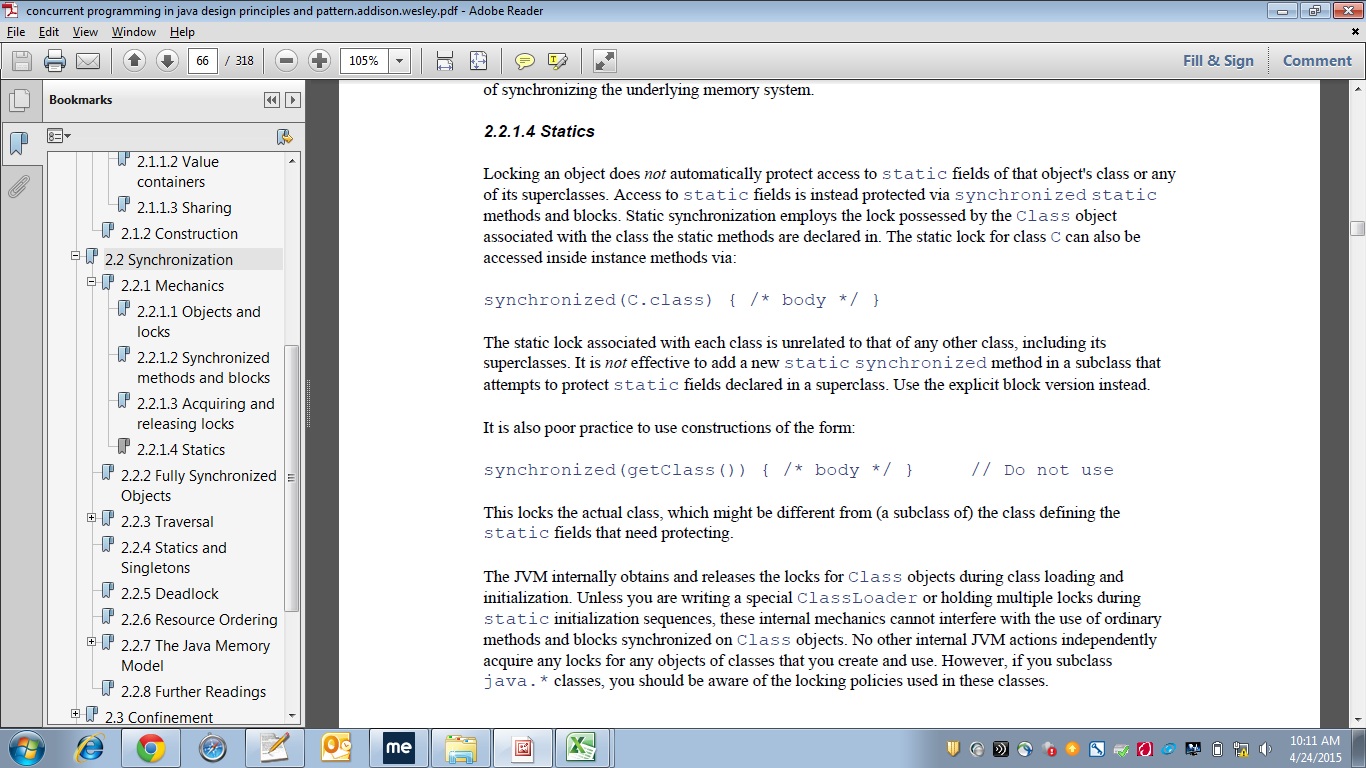 concurrent programming in java design principles and pattern.addison.wesley.pdf - Adobe Reader
File Edit View Window Help
66 / 318 105% Fill & Sign Comment
Bookmarks
2.1.1.2 Value
containers
2.1.1.3 Sharing
2.1.2 Construction
2.2 Synchronization
2.2.1 Mechanics
2.2.1.1 Objects and
locks
2.2.1.2 Synchronized
methods and blocks
2.2.1.3 Acquiring and
releasing locks
2.2.1.4 Statics
2.2.2 Fully Synchronized
Objects
2.2.3 Traversal
2.2.4 Statics and
Singletons
2.2.5 Deadlock
2.2.6 Resource Ordering
2.2.7 The Java Memory
Model
2.2.8 Further Readings
2.3 Confinement
of synchronizing the underlying memory system.
2.2.1.4 Statics
Locking an object does not automatically protect access to static fields of that object's class or any
of its superclasses. Access to static fields is instead protected via synchronized static
methods and blocks. Static synchronization employs the lock possessed by the Class object
associated with the class the static methods are declared in. The static lock for class C can also be
accessed inside instance methods via:
synchronized(C.class) { /* body */ }
The static lock associated with each class is unrelated to that of any other class, including its
superclasses. It is not effective to add a new static synchronized method in a subclass that
attempts to protect static fields declared in a superclass. Use the explicit block version instead.
It is also poor practice to use constructions of the form:
synchronized(getClass()) { /* body */ } // Do not use
This locks the actual class, which might be different from (a subclass of) the class defining the
static fields that need protecting.
The JVM internally obtains and releases the locks for Class objects during class loading and
initialization. Unless you are writing a special ClassLoader or holding multiple locks during
static initialization sequences, these internal mechanics cannot interfere with the use of ordinary
methods and blocks synchronized on Class objects. No other internal JVM actions independently
acquire any locks for any objects of classes that you create and use. However, if you subclass
java.* classes, you should be aware of the locking policies used in these classes.
me
10:11 AM
4/24/2015